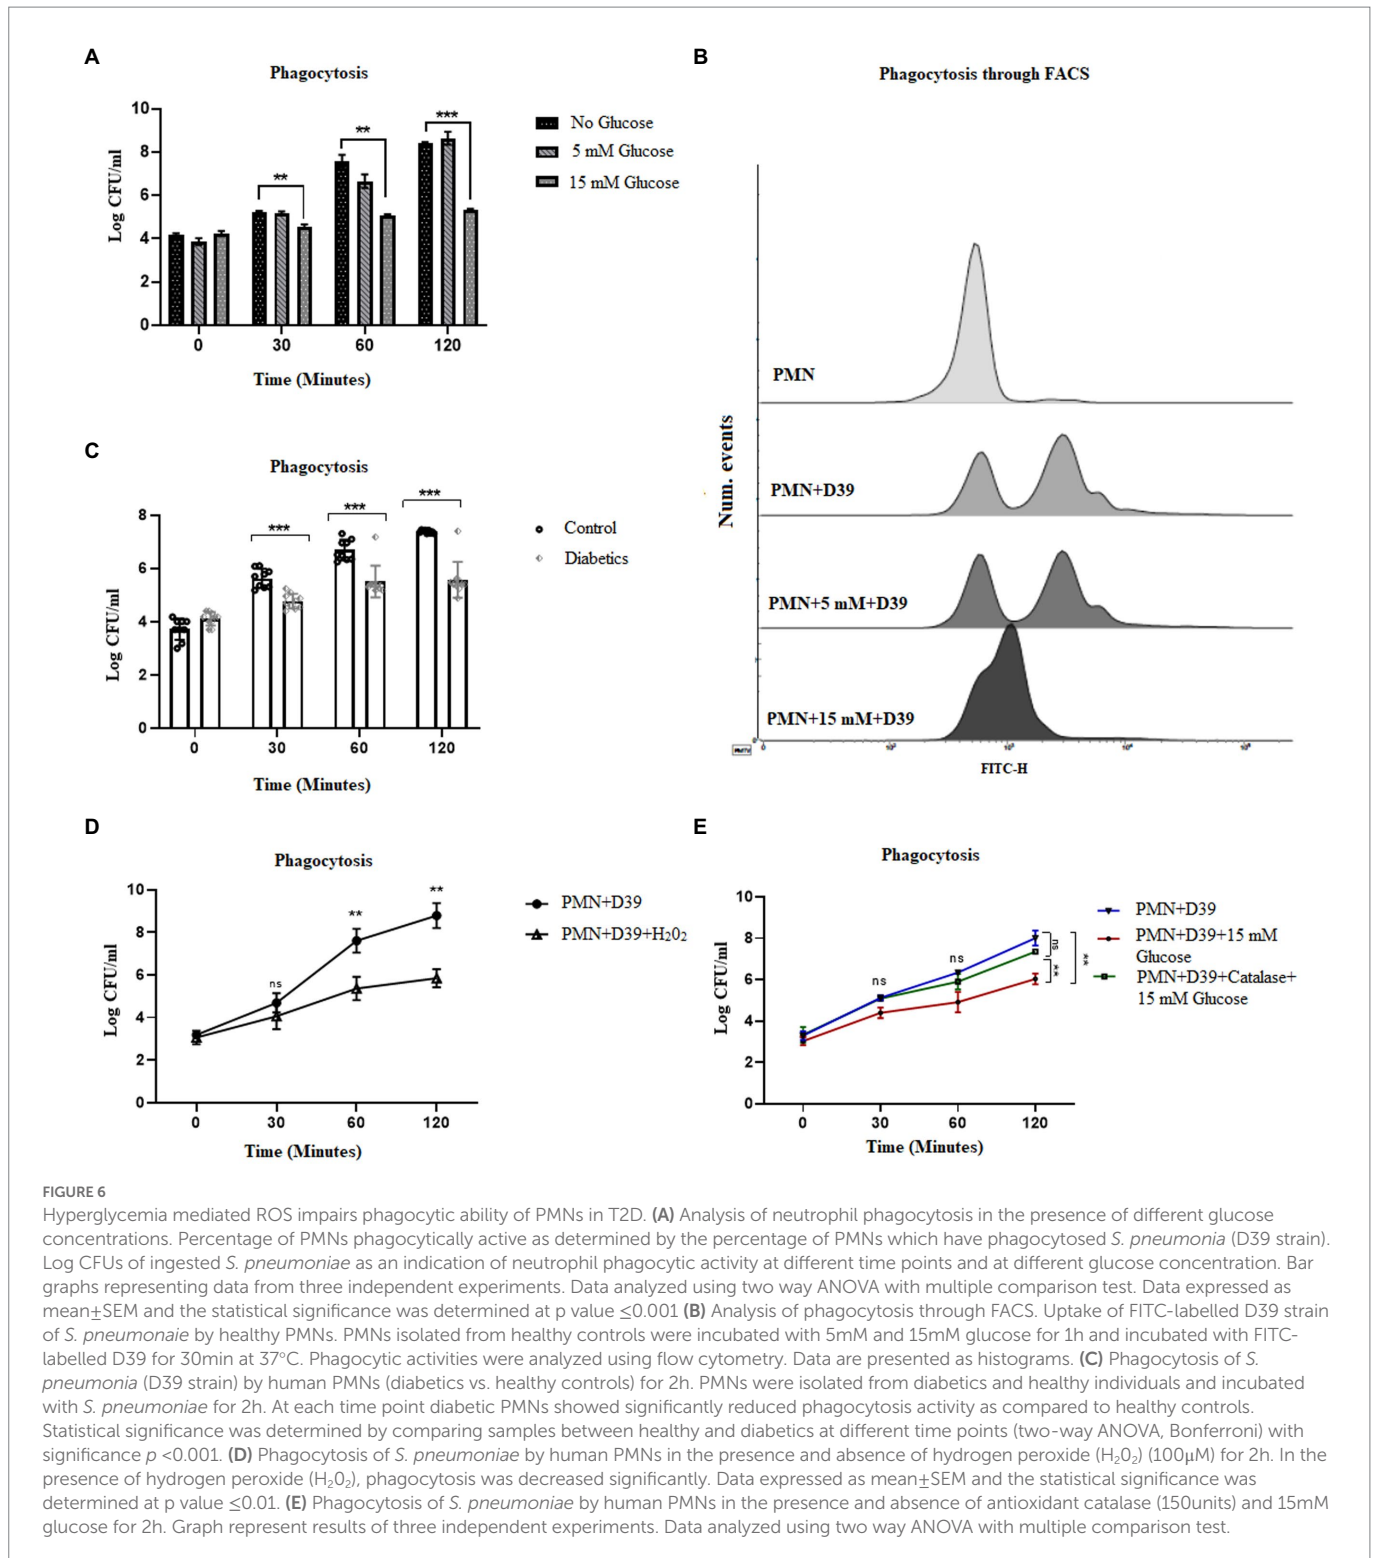 A
Phagocytosis
Log CFU/ml
10
8
6
4
2
0
** ** ***
0 30 60 120
Time (Minutes)
No Glucose
5 mM Glucose
15 mM Glucose
B
Phagocytosis through FACS
Num. events
PMN
PMN+D39
PMN+5 mM+D39
PMN+15 mM+D39
0 10² 10³ 10⁴ 10⁵
FITC-H
C
Phagocytosis
Log CFU/ml
8
6
4
2
0
*** *** ***
0 30 60 120
Time (Minutes)
Control
Diabetics
D
Phagocytosis
Log CFU/ml
10
8
6
4
2
0
ns ** **
0 30 60 120
Time (Minutes)
PMN+D39
PMN+D39+H₂0₂
E
Phagocytosis
Log CFU/ml
10
8
6
4
2
0
ns ns ns ** **
0 30 60 120
Time (Minutes)
PMN+D39
PMN+D39+15 mM
Glucose
PMN+D39+Catalase+
15 mM Glucose
FIGURE 6
Hyperglycemia mediated ROS impairs phagocytic ability of PMNs in T2D. (A) Analysis of neutrophil phagocytosis in the presence of different glucose
concentrations. Percentage of PMNs phagocytically active as determined by the percentage of PMNs which have phagocytosed S. pneumonia (D39 strain).
Log CFUs of ingested S. pneumoniae as an indication of neutrophil phagocytic activity at different time points and at different glucose concentration. Bar
graphs representing data from three independent experiments. Data analyzed using two way ANOVA with multiple comparison test. Data expressed as
mean±SEM and the statistical significance was determined at p value ≤0.001 (B) Analysis of phagocytosis through FACS. Uptake of FITC-labelled D39 strain
of S. pneumonaie by healthy PMNs. PMNs isolated from healthy controls were incubated with 5mM and 15mM glucose for 1h and incubated with FITC-
labelled D39 for 30min at 37°C. Phagocytic activities were analyzed using flow cytometry. Data are presented as histograms. (C) Phagocytosis of S.
pneumonia (D39 strain) by human PMNs (diabetics vs. healthy controls) for 2h. PMNs were isolated from diabetics and healthy individuals and incubated
with S. pneumoniae for 2h. At each time point diabetic PMNs showed significantly reduced phagocytosis activity as compared to healthy controls.
Statistical significance was determined by comparing samples between healthy and diabetics at different time points (two-way ANOVA, Bonferroni) with
significance p <0.001. (D) Phagocytosis of S. pneumoniae by human PMNs in the presence and absence of hydrogen peroxide (H₂0₂) (100μM) for 2h. In the
presence of hydrogen peroxide (H₂0₂), phagocytosis was decreased significantly. Data expressed as mean±SEM and the statistical significance was
determined at p value ≤0.01. (E) Phagocytosis of S. pneumoniae by human PMNs in the presence and absence of antioxidant catalase (150units) and 15mM
glucose for 2h. Graph represent results of three independent experiments. Data analyzed using two way ANOVA with multiple comparison test.